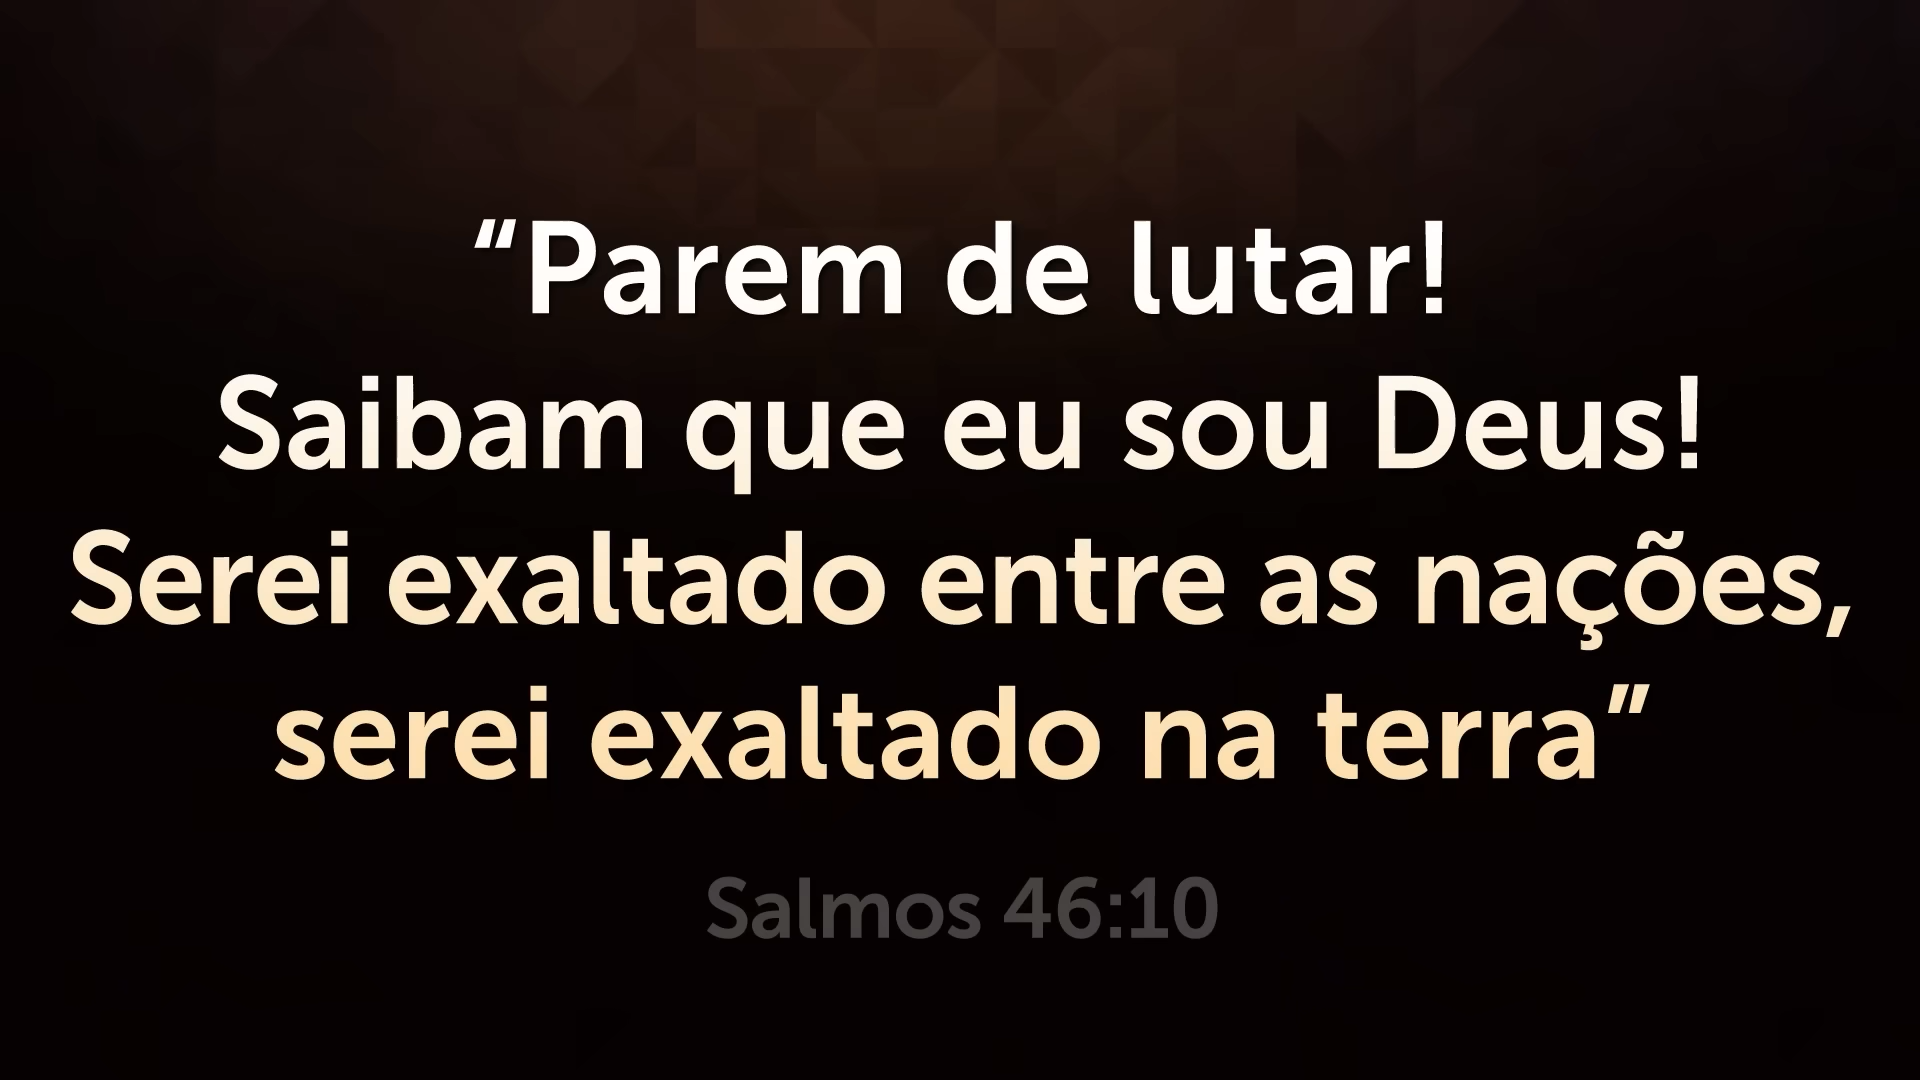 “Parem de lutar!
Saibam que eu sou Deus!
Serei exaltado entre as nações,
serei exaltado na terra”
Salmos 46:10